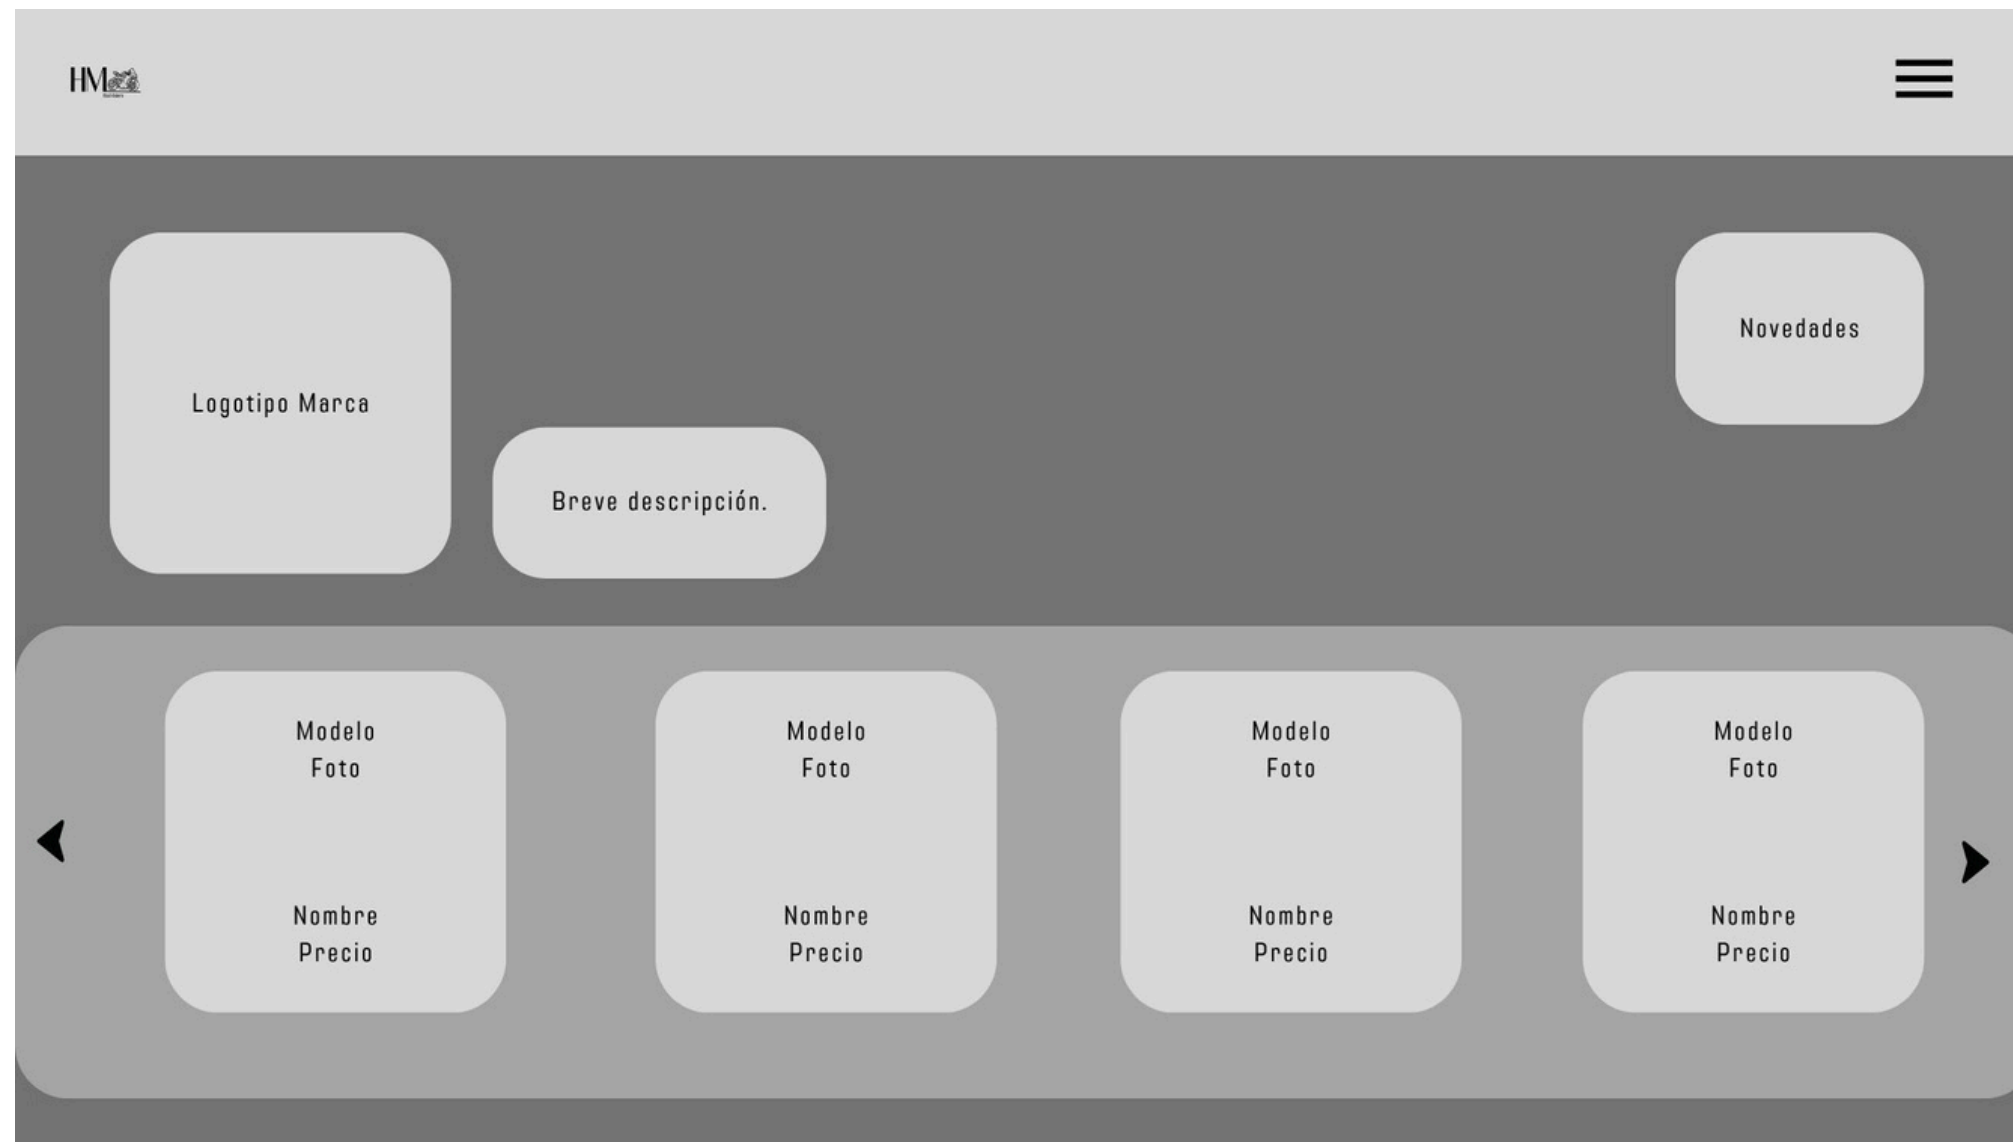 HM
Logotipo Marca
Novedades
Breve descripción.
Modelo
Foto
Nombre
Precio
Modelo
Foto
Nombre
Precio
Modelo
Foto
Nombre
Precio
Modelo
Foto
Nombre
Precio